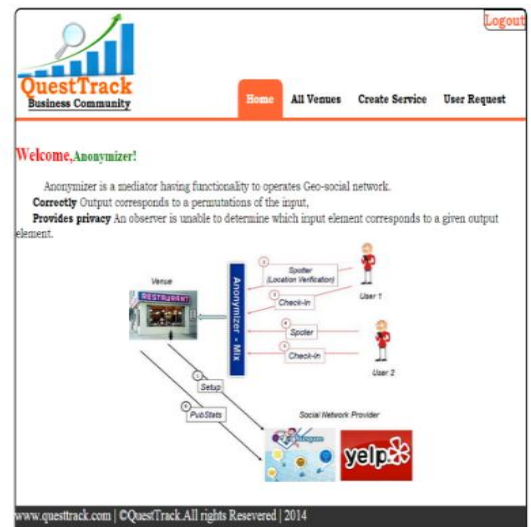 Logout
QuestTrack
Business Community
Home All Venues Create Service User Request
Welcome,Anonymizer!
Anonymizer is a mediator having functionality to operates Geo-social network.
Correctly Output corresponds to a permutations of the input,
Provides privacy An observer is unable to determine which input element corresponds to a given output
element.
Venue
RESTAURANT
Anonymizer - Mix
Spotter
(Location Verification)
Check-In
User 1
Spoter
Check-In
User 2
Setup
PubStats
Social Network Provider
yelp
www.questtrack.com | ©QuestTrack.All rights Resevered | 2014